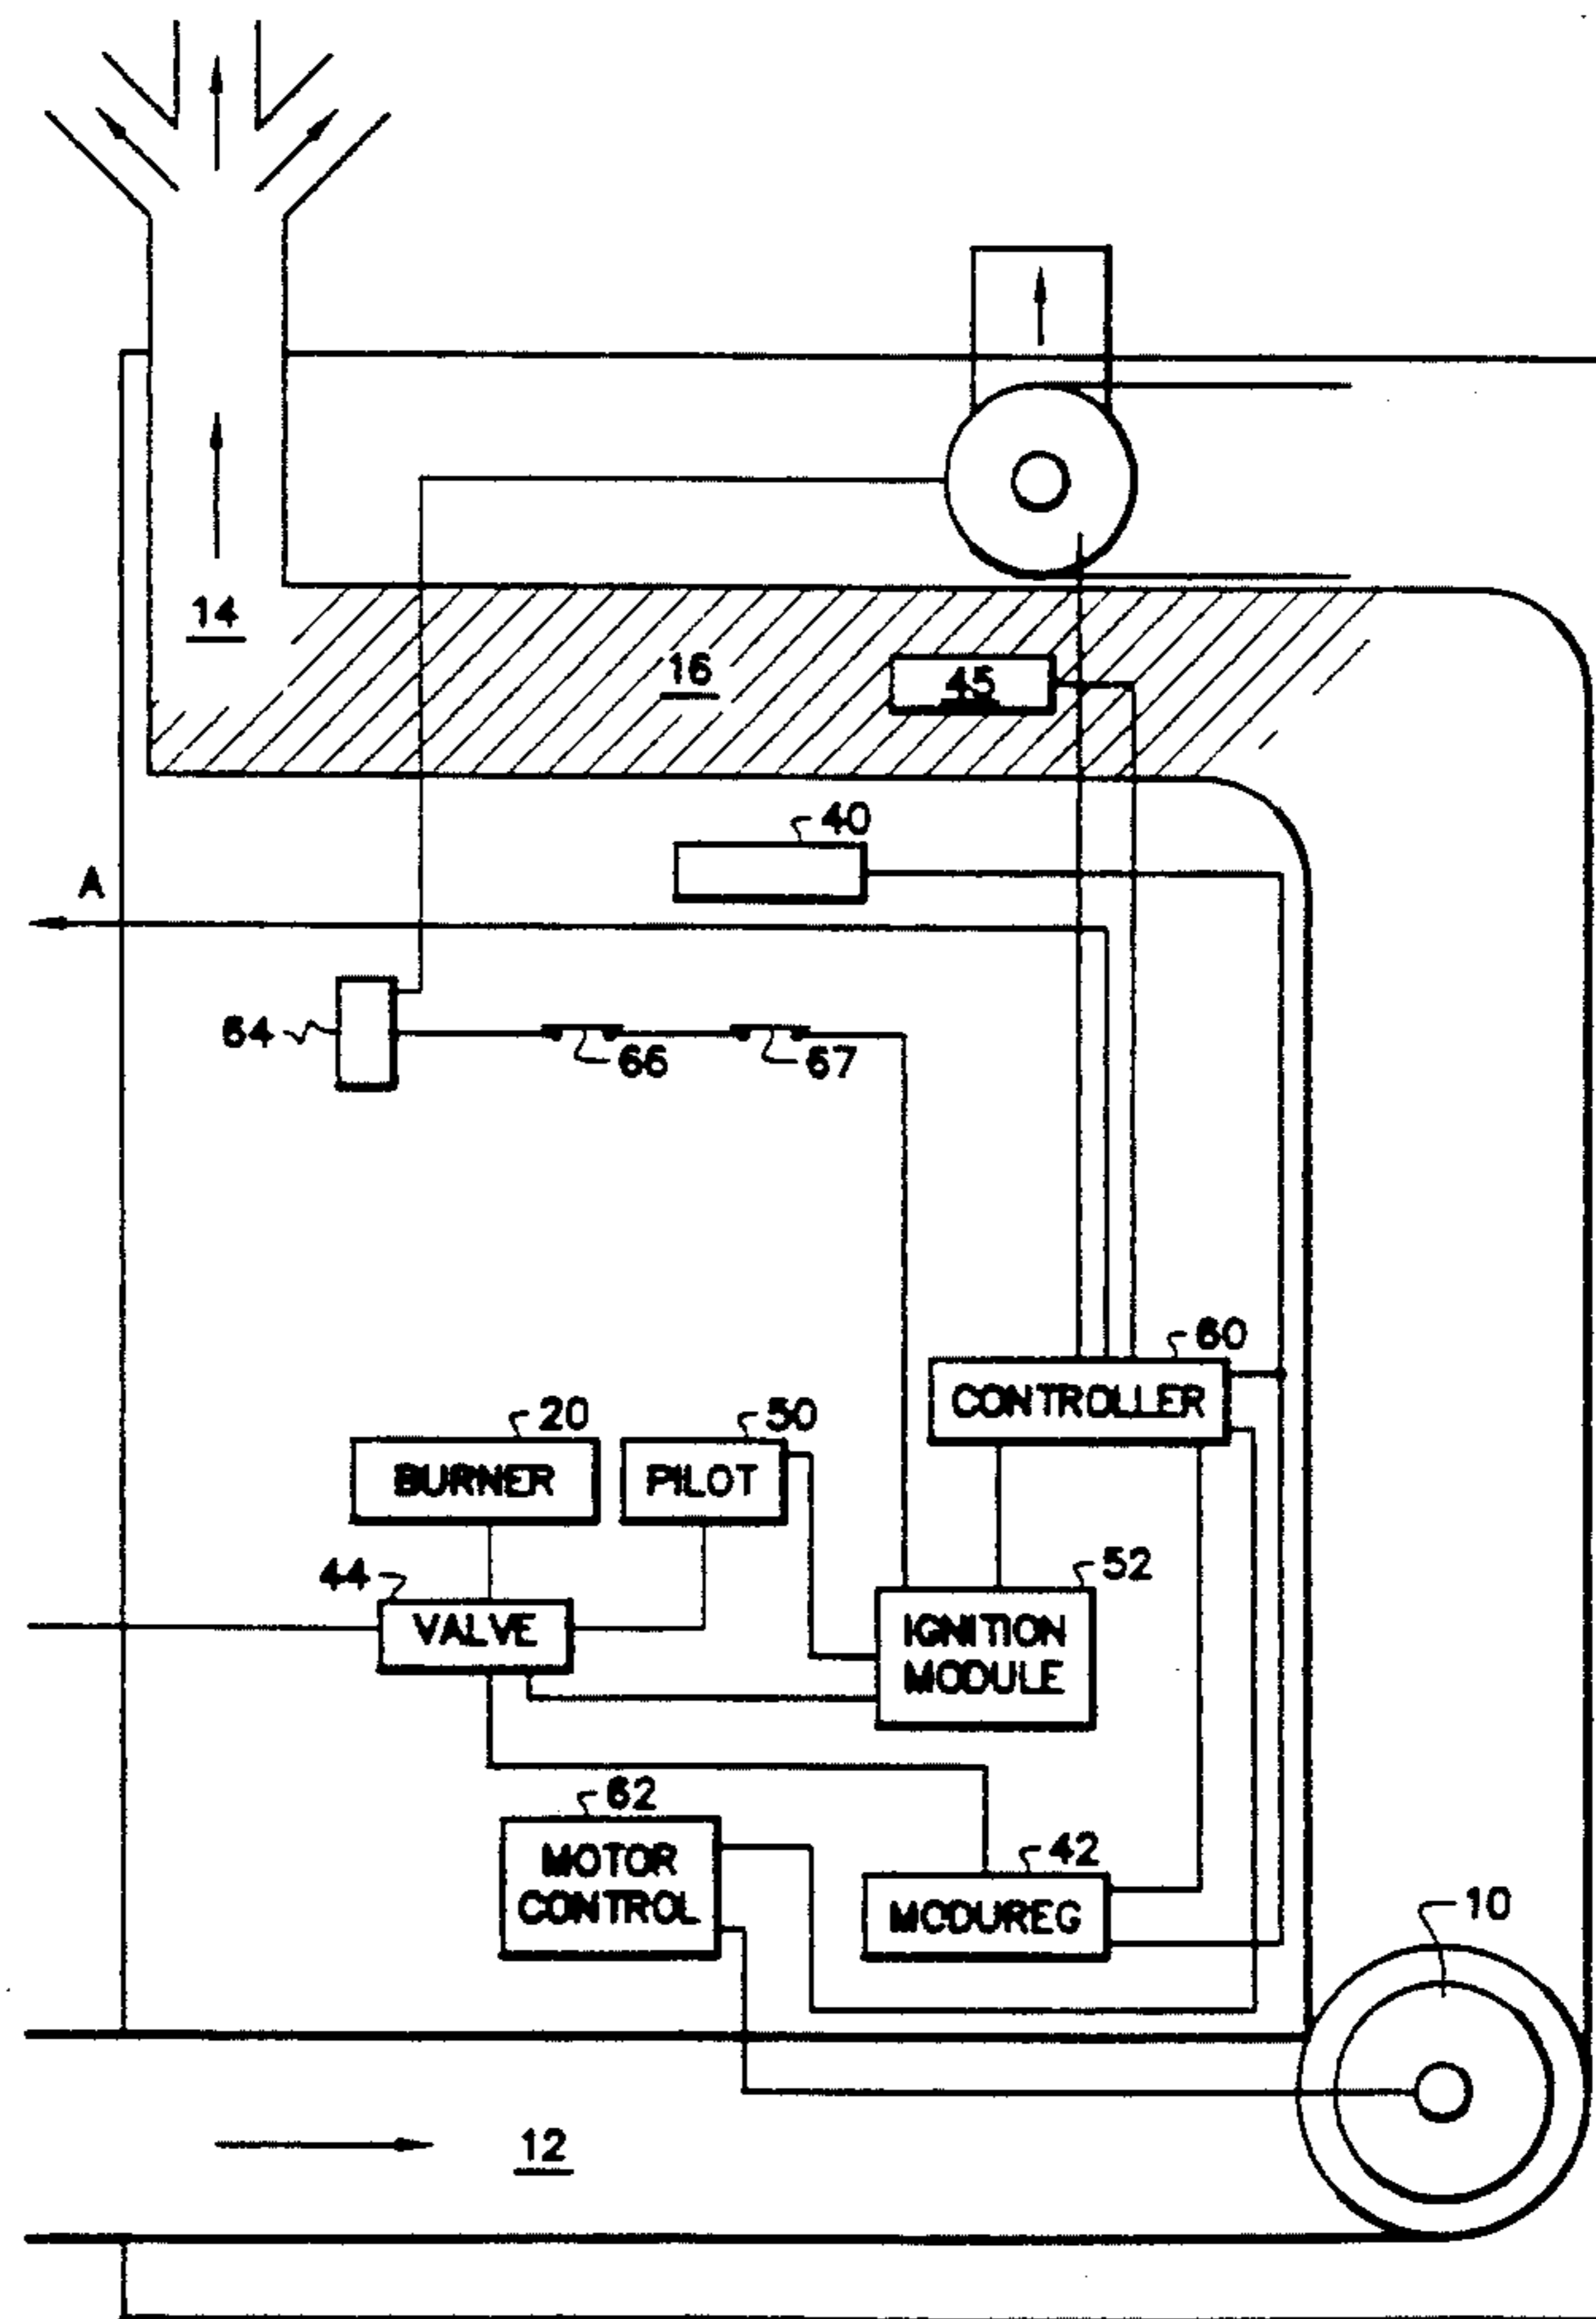 14
16
45
40
A
64
66
67
60
CONTROLLER
20
50
BURNER
PILOT
44
52
VALVE
IGNITION
MODULE
62
MOTOR
CONTROL
42
MODUREG
10
12